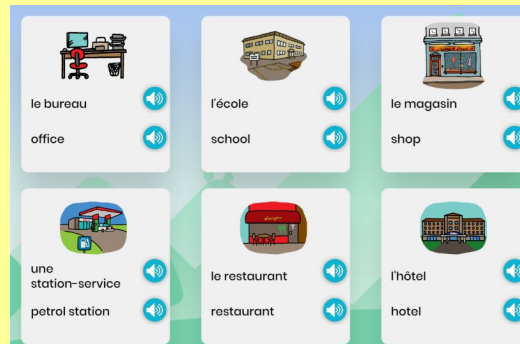 le bureau
office
l'école
school
le magasin
shop
une
station-service
petrol station
le restaurant
restaurant
l'hôtel
hotel